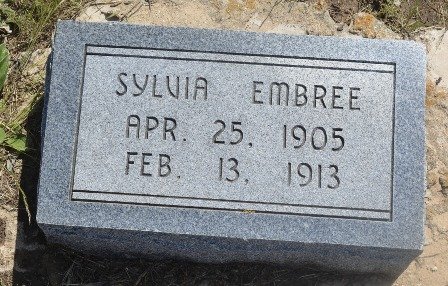 SYLVIA EMBREE
APR. 25, 1905
FEB. 13, 1913